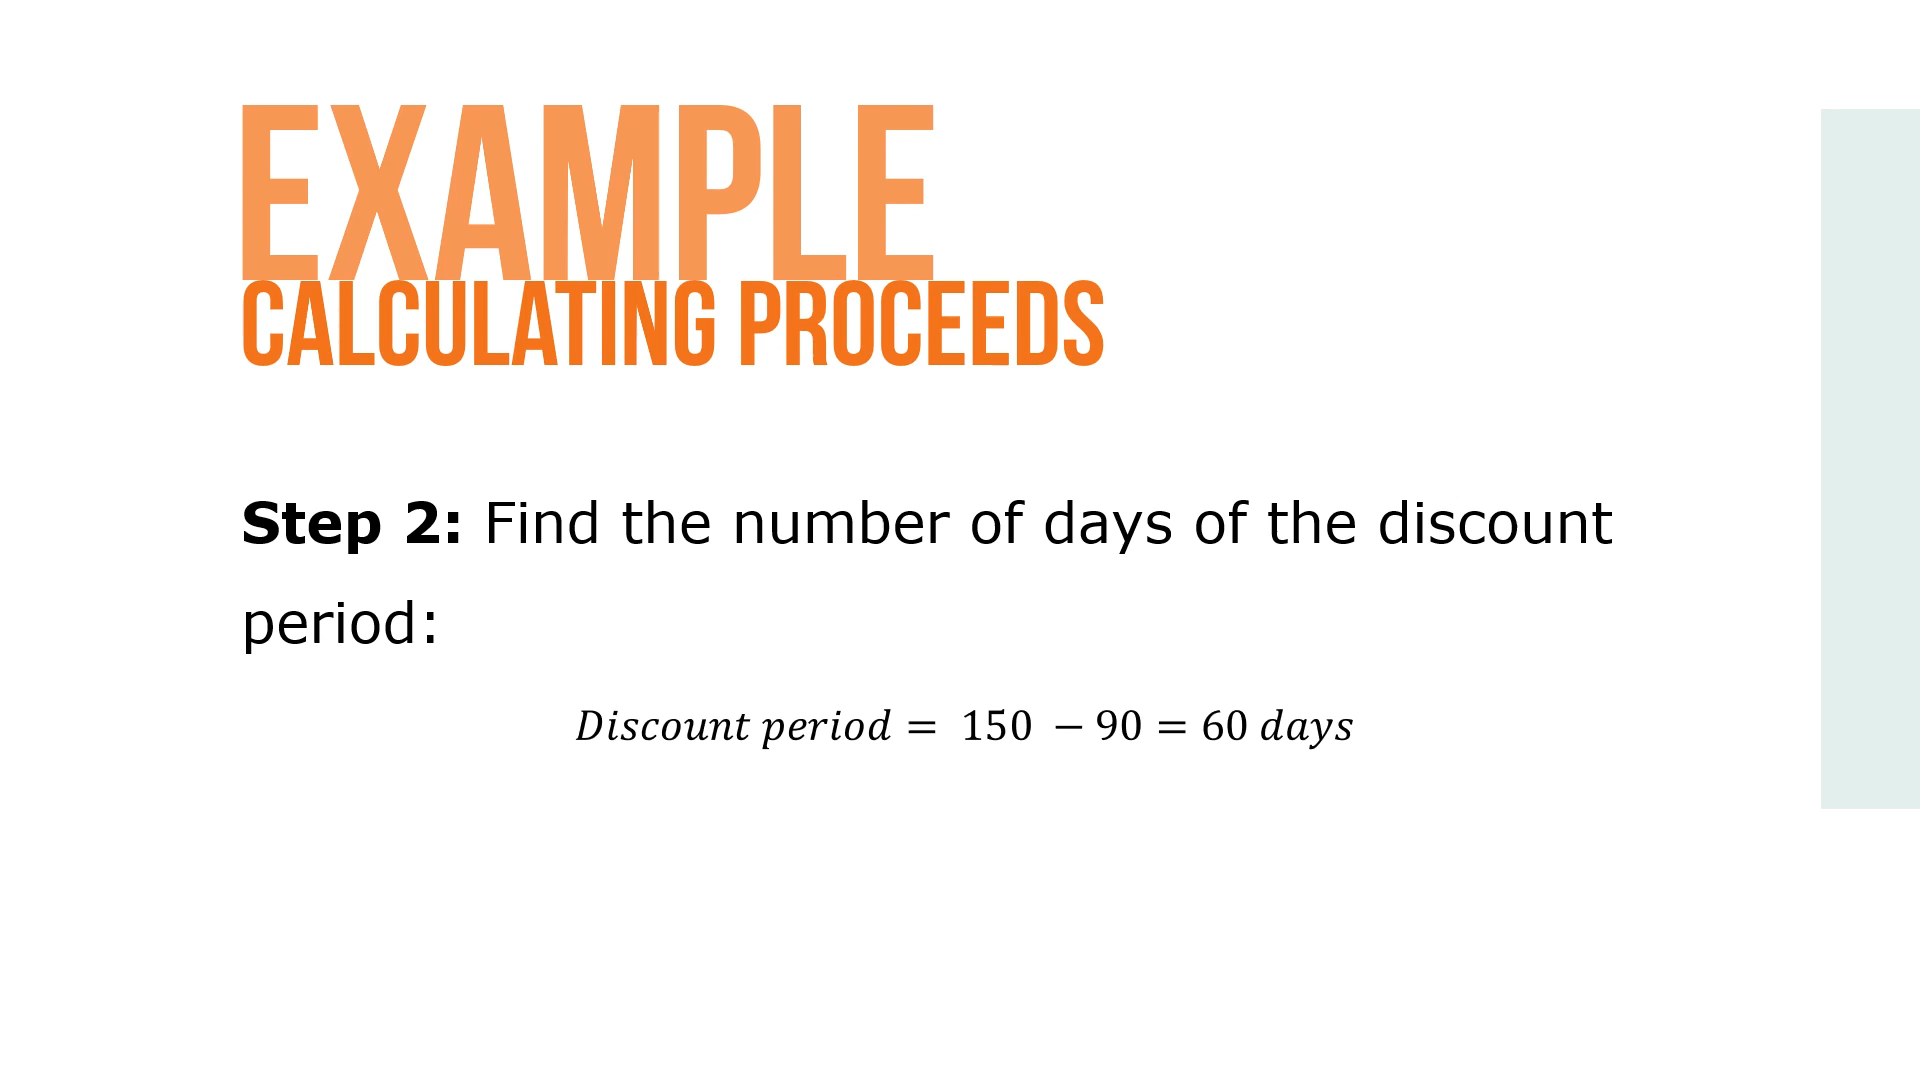 EXAMPLE
CALCULATING PROCEEDS
Step 2: Find the number of days of the discount
period:
Discount period = 150 − 90 = 60 days